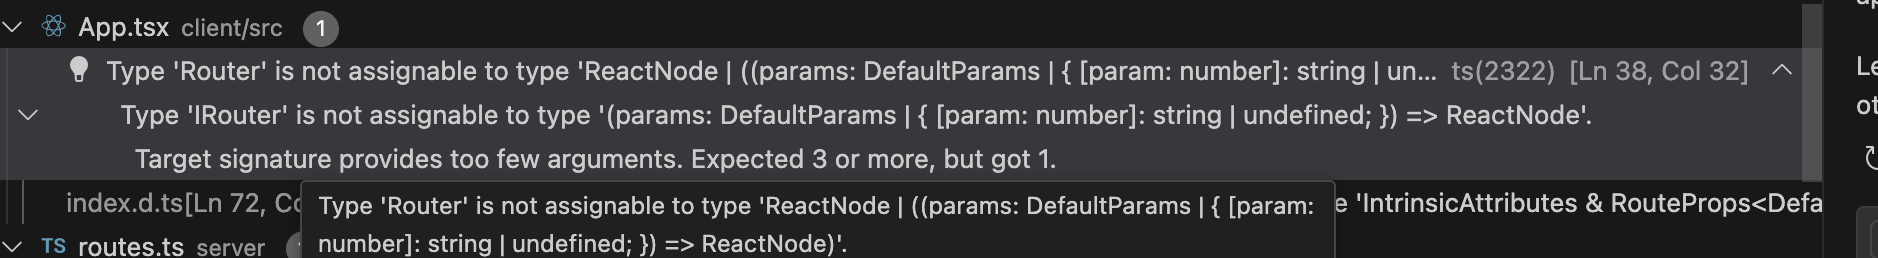 App.tsx client/src 1
Type 'Router' is not assignable to type 'ReactNode | ((params: DefaultParams | { [param: number]: string | un... ts(2322) [Ln 38, Col 32]
Type 'IRouter' is not assignable to type '(params: DefaultParams | { [param: number]: string | undefined; }) => ReactNode'.
Target signature provides too few arguments. Expected 3 or more, but got 1.
index.d.ts[Ln 72, Co
e 'IntrinsicAttributes & RouteProps<Defa
Type 'Router' is not assignable to type 'ReactNode | ((params: DefaultParams | { [param:
number]: string | undefined; }) => ReactNode)'.
TS routes.ts server
Le
ot